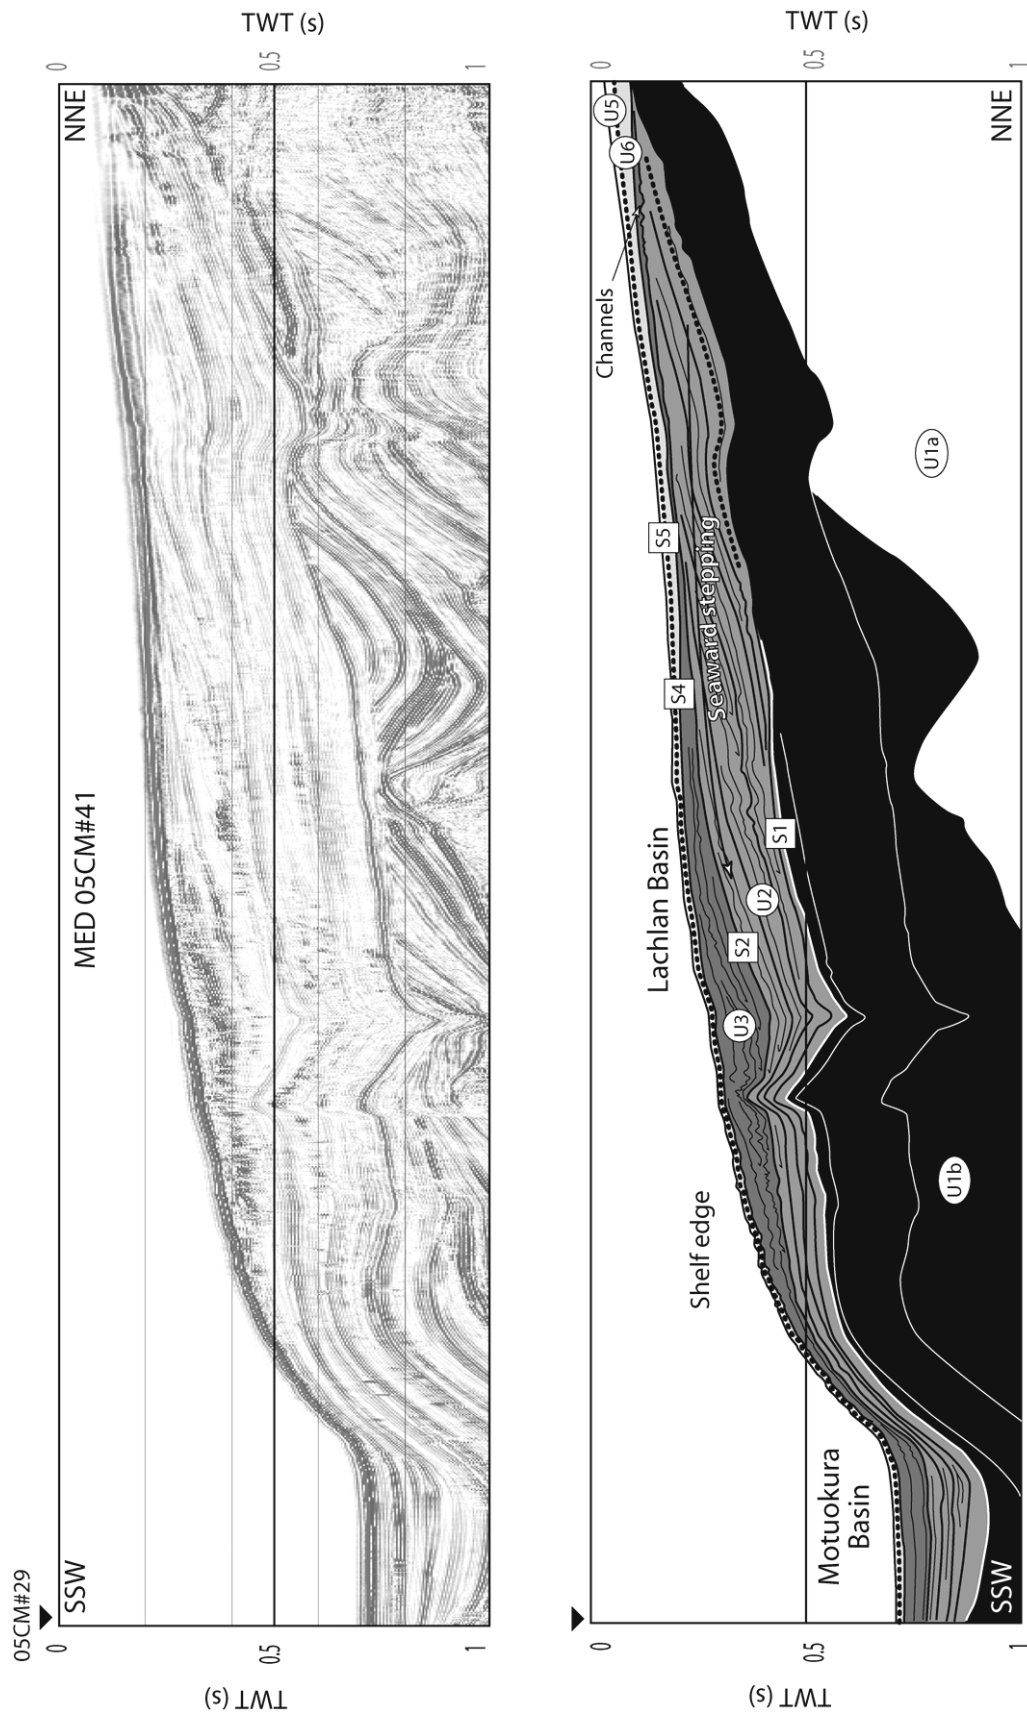 05CM#29
MED 05CM#41
SSW
NNE
0
0.5
1
TWT (s)
0
0.5
1
TWT (s)
Motuokura
Basin
Shelf edge
Lachlan Basin
Channels
U5
U6
S5
S4
Seaward stepping
S1
U2
S2
U3
U1a
U1b
SSW
NNE
0
0.5
1
TWT (s)
0
0.5
1
TWT (s)